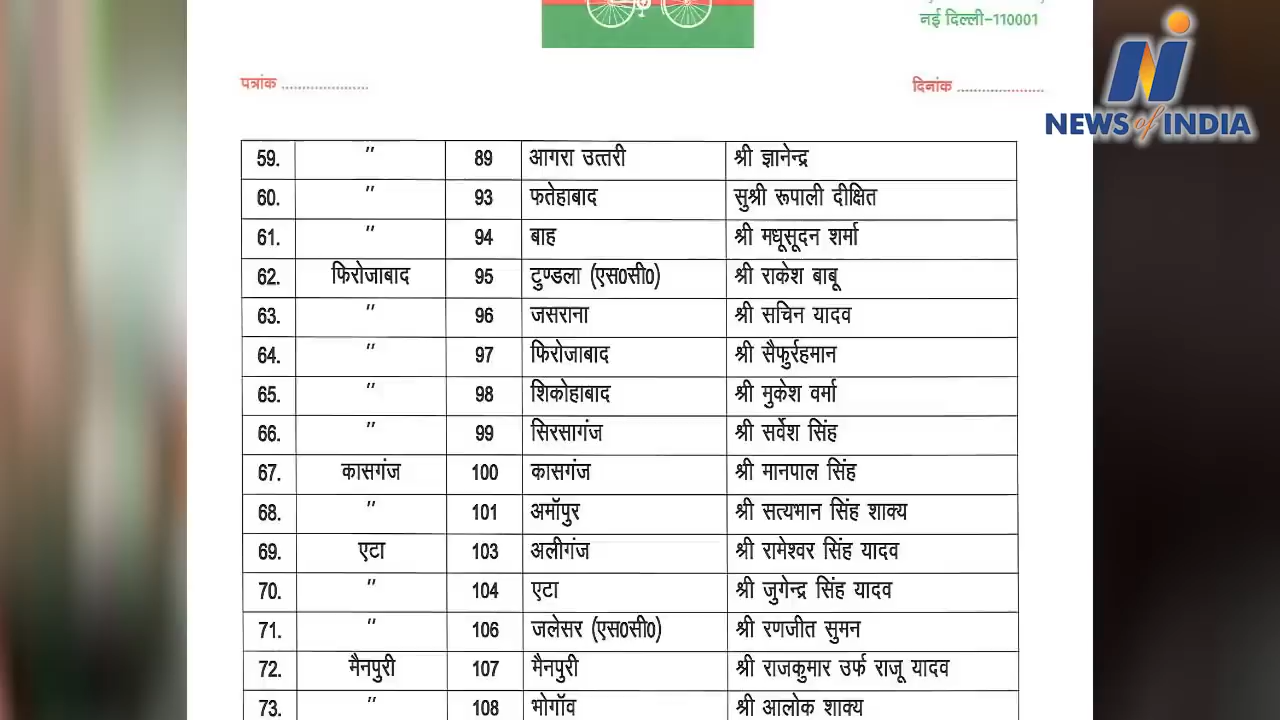 नई दिल्ली-110001
NEWS of INDIA
पत्रांक ...................... दिनांक ......................
59. " 89 आगरा उत्तरी श्री ज्ञानेन्द्र
60. " 93 फतेहाबाद सुश्री रूपाली दीक्षित
61. " 94 बाह श्री मधूसूदन शर्मा
62. फिरोजाबाद 95 टुण्डला (एस0सी0) श्री राकेश बाबू
63. " 96 जसराना श्री सचिन यादव
64. " 97 फिरोजाबाद श्री सैफुर्रहमान
65. " 98 शिकोहाबाद श्री मुकेश वर्मा
66. " 99 सिरसागंज श्री सर्वेश सिंह
67. कासगंज 100 कासगंज श्री मानपाल सिंह
68. " 101 अमॉपुर श्री सत्यभान सिंह शाक्य
69. एटा 103 अलीगंज श्री रामेश्वर सिंह यादव
70. " 104 एटा श्री जुगेन्द्र सिंह यादव
71. " 106 जलेसर (एस0सी0) श्री रणजीत सुमन
72. मैनपुरी 107 मैनपुरी श्री राजकुमार उर्फ राजू यादव
73. " 108 भोगॉव श्री आलोक शाक्य